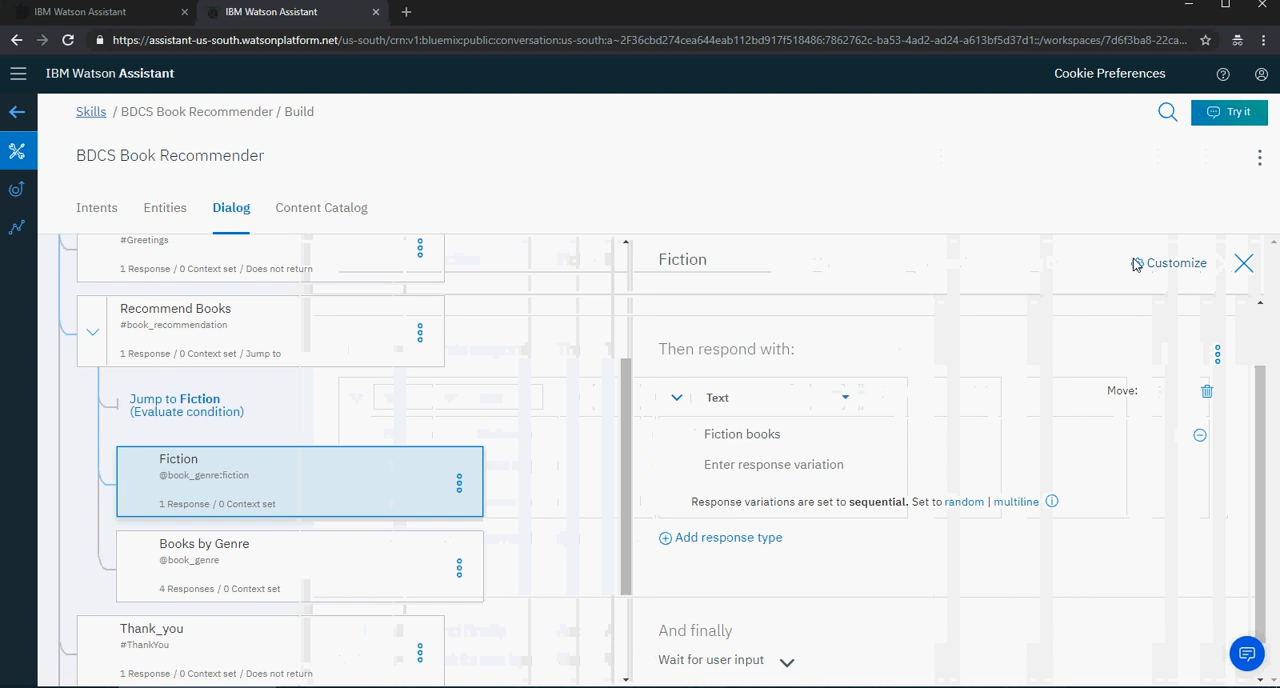 IBM Watson Assistant
IBM Watson Assistant
https://assistant-us-south.watsonplatform.net/us-south/crn:v1:bluemix:public:conversation:us-south:a~2F36cbd274cea644eab112bd917f518486:7862762c-ba53-4ad2-ad24-a613bf5d37d1::/workspaces/7d6f3ba8-22ca...
IBM Watson Assistant
Cookie Preferences
Skills / BDCS Book Recommender / Build
Try it
BDCS Book Recommender
Intents Entities Dialog Content Catalog
#Greetings
1 Response / 0 Context set / Does not return
Recommend Books
#book_recommendation
1 Response / 0 Context set / Jump to
Jump to Fiction
(Evaluate condition)
Fiction
@book_genre:fiction
1 Response / 0 Context set
Books by Genre
@book_genre
4 Responses / 0 Context set
Thank_you
#ThankYou
1 Response / 0 Context set / Does not return
Fiction
Customize
Then respond with:
Text
Move:
Fiction books
Enter response variation
Response variations are set to sequential. Set to random | multiline
Add response type
And finally
Wait for user input